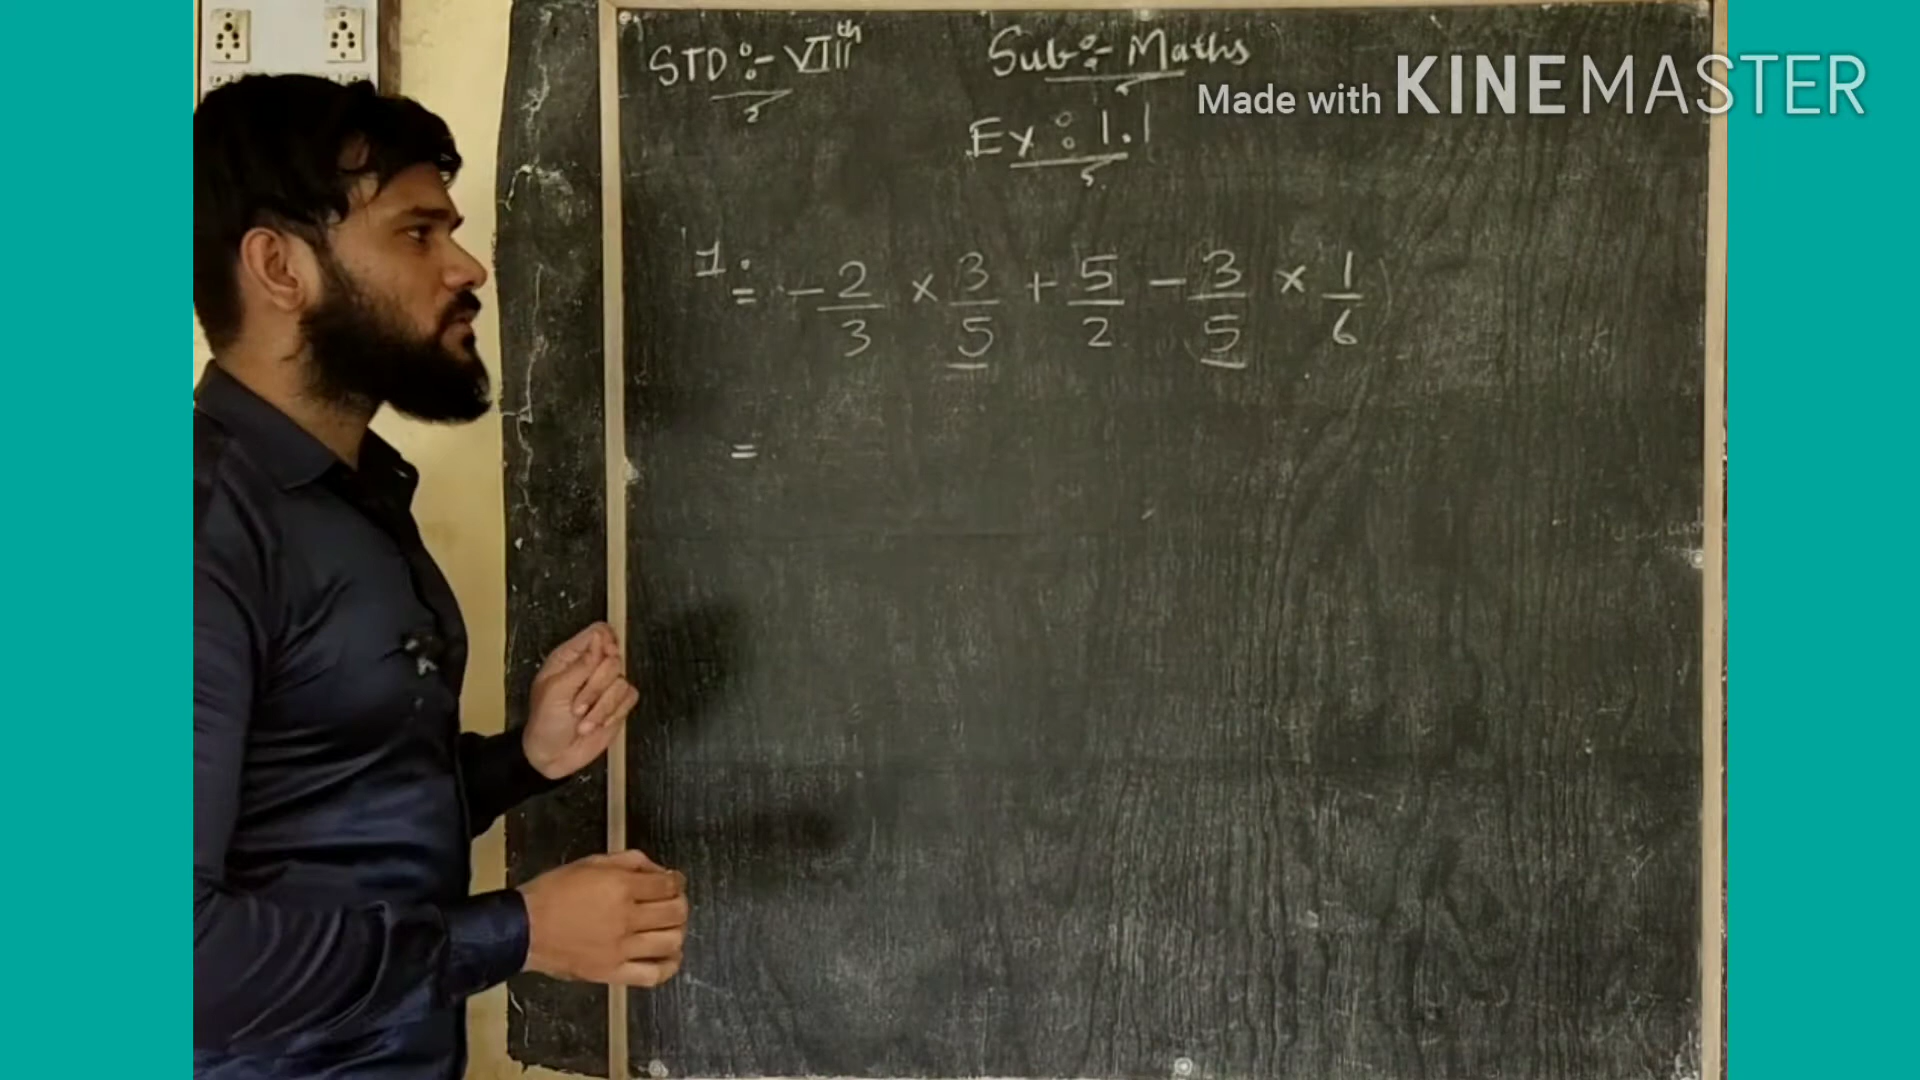 STD :- VIIIth
Sub :- Maths
Made with KINEMASTER
Ex : 1.1
1. = -2/3 × 3/5 + 5/2 - 3/5 × 1/6
=